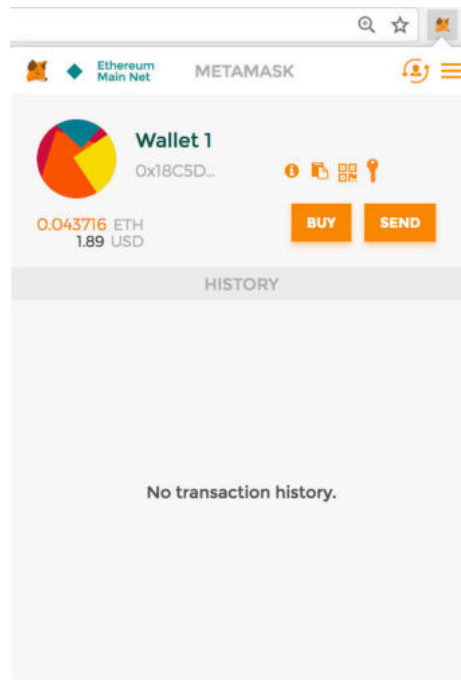 Ethereum
Main Net
METAMASK
Wallet 1
0x18C5D...
0.043716 ETH
1.89 USD
BUY
SEND
HISTORY
No transaction history.